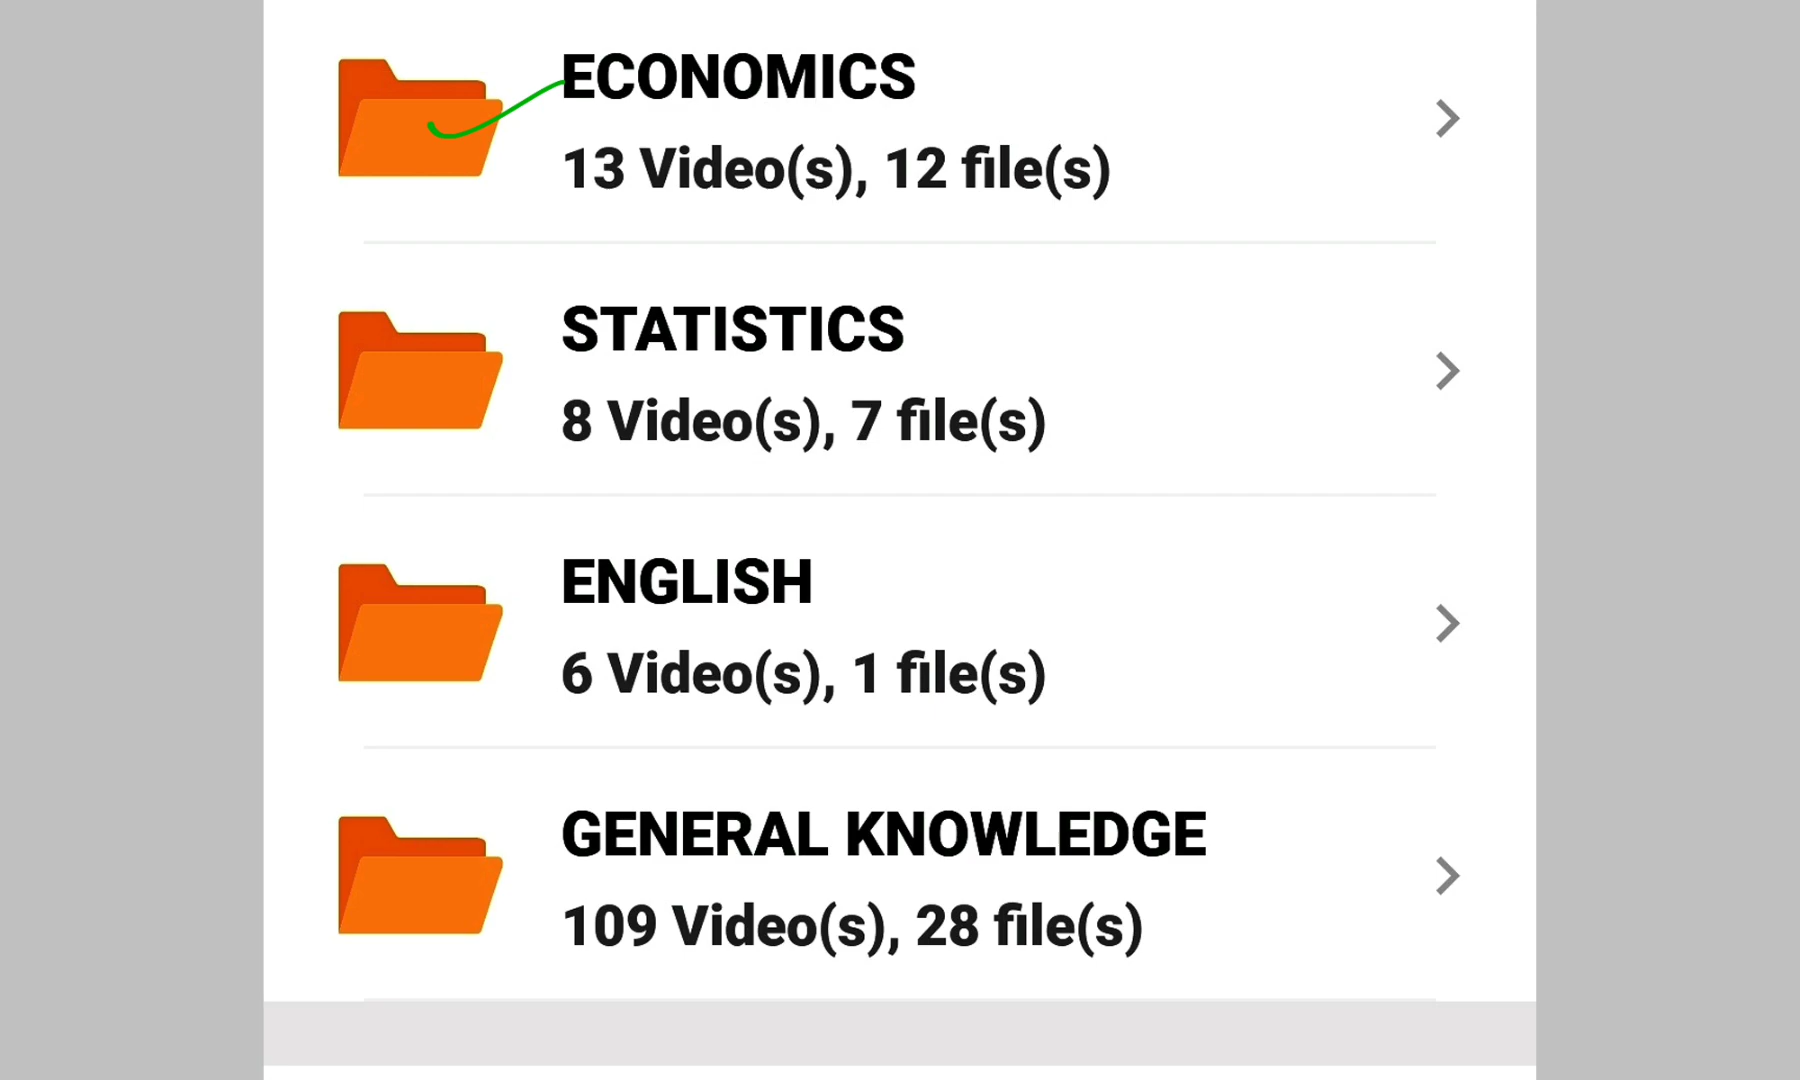 ECONOMICS
13 Video(s), 12 file(s)
STATISTICS
8 Video(s), 7 file(s)
ENGLISH
6 Video(s), 1 file(s)
GENERAL KNOWLEDGE
109 Video(s), 28 file(s)